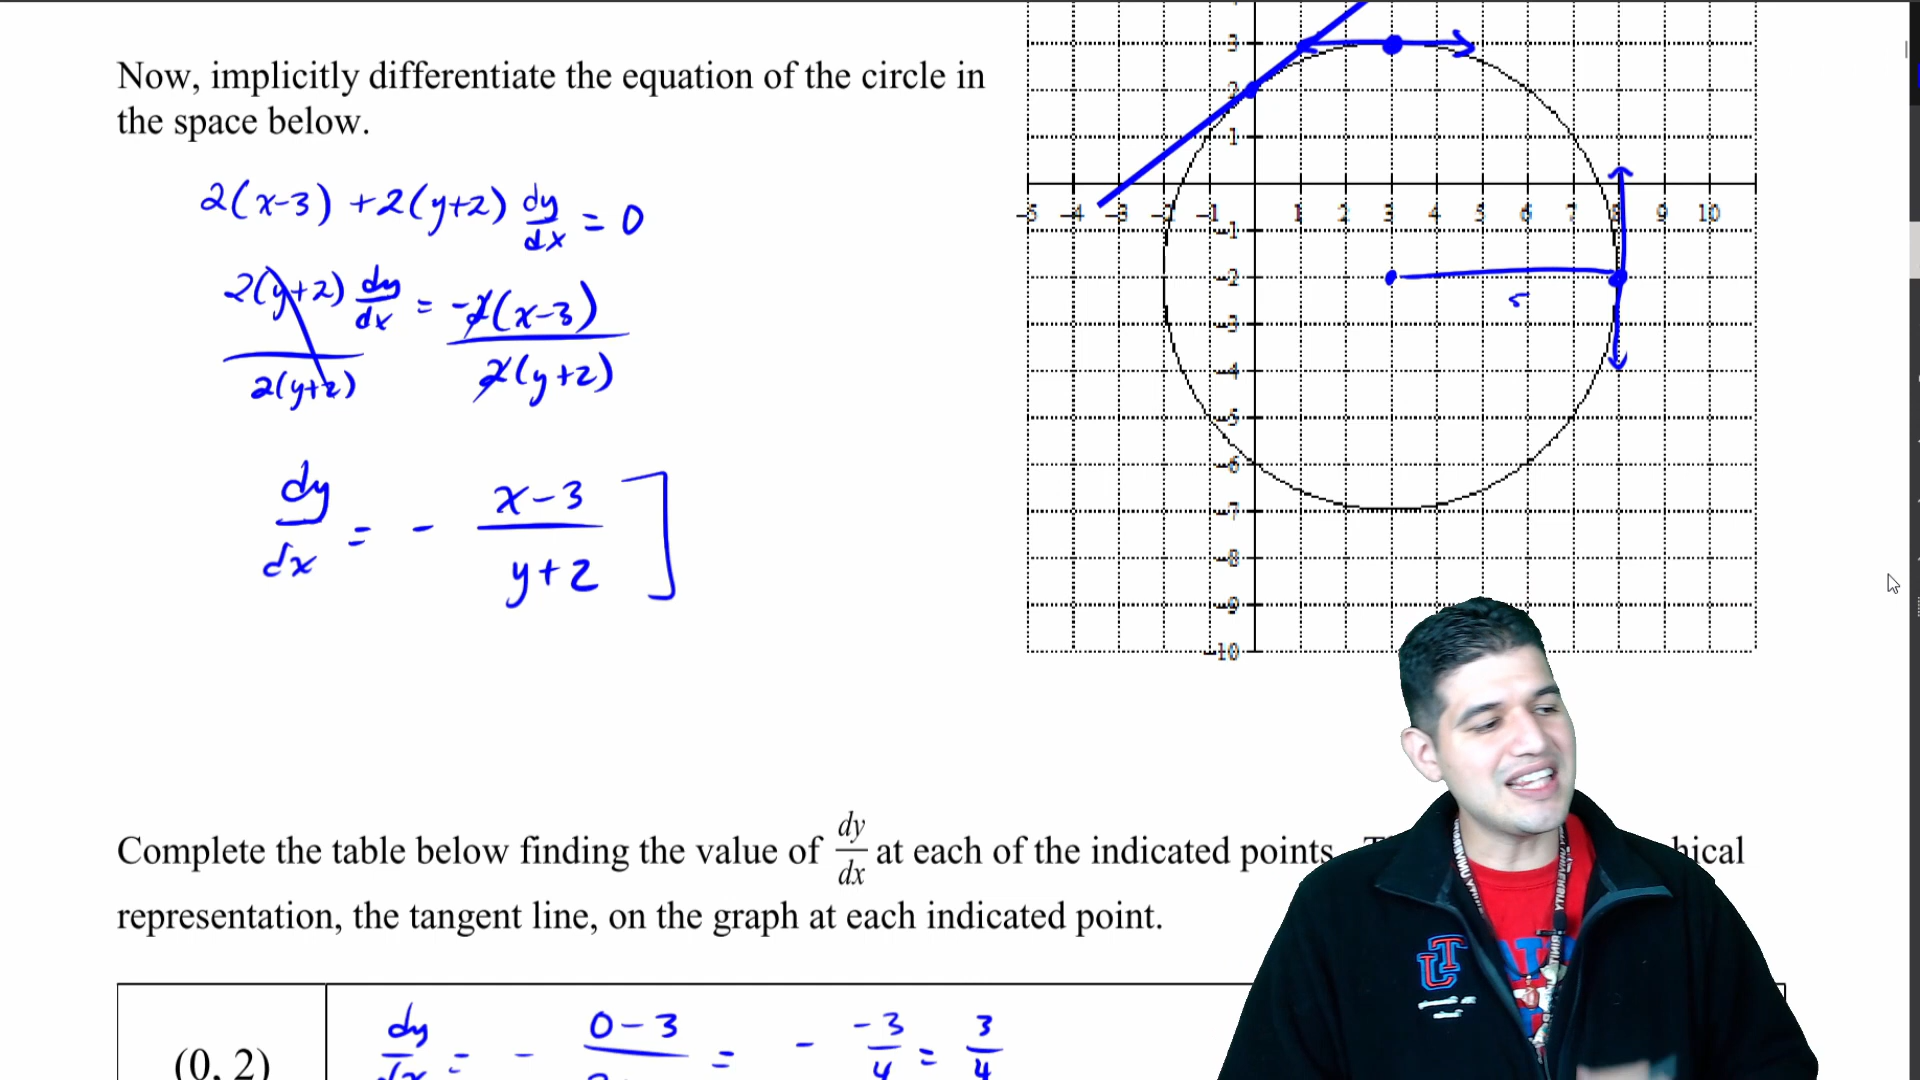 Now, implicitly differentiate the equation of the circle in
the space below.
2(x-3) + 2(y+2) dy/dx = 0
2(y+2) dy/dx = -2(x-3)
2(y+2) 2(y+2)
dy/dx = - x-3/y+2
3
2
1
-5 -4 -3 -2 -1 1 2 3 4 5 6 7 8 9 10
-1
-2
5
-3
-4
-5
-6
-7
-8
-9
-10
Complete the table below finding the value of dy/dx at each of the indicated points.
representation, the tangent line, on the graph at each indicated point.
(0, 2)
dy/dx = - 0-3 = - -3/4 = 3/4